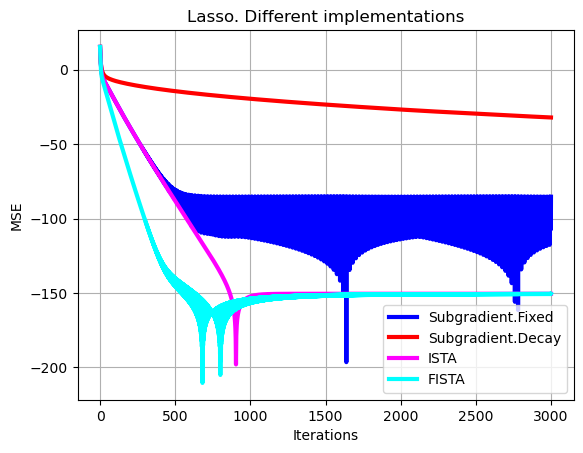 Lasso. Different implementations
MSE
0
−50
−100
−150
−200
0
500
1000
1500
2000
2500
3000
Iterations
Subgradient.Fixed
Subgradient.Decay
ISTA
FISTA